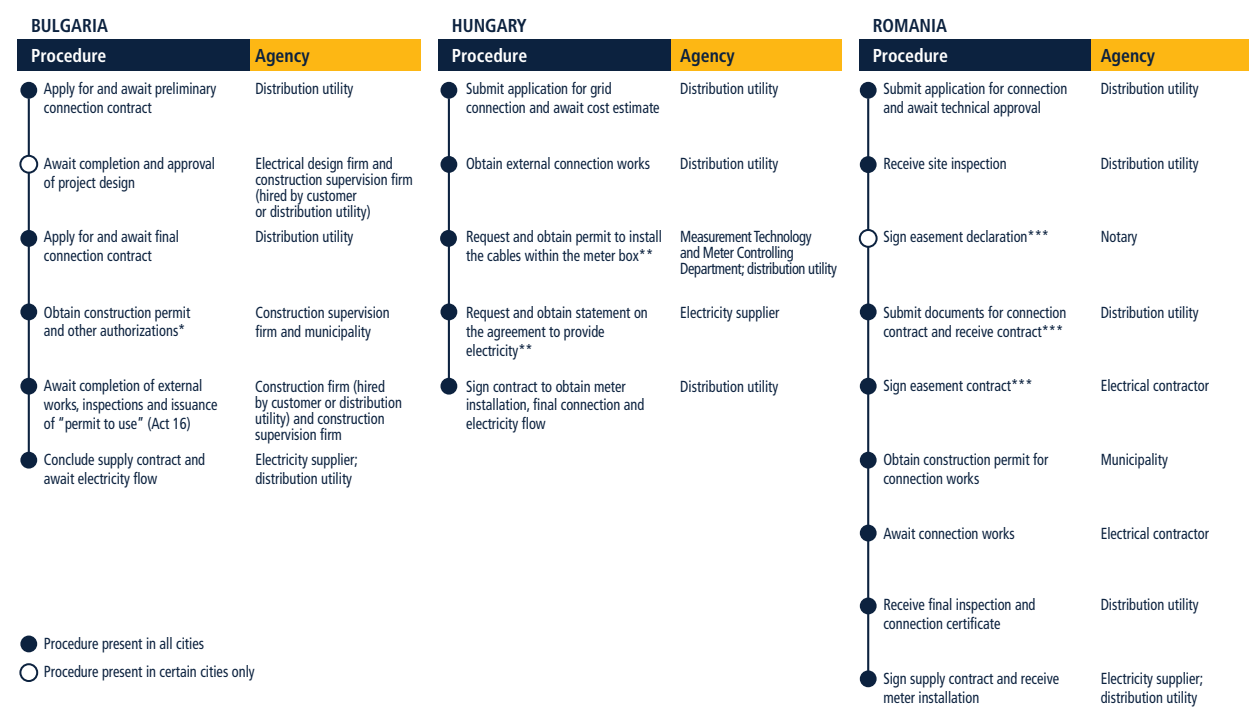 BULGARIA
Procedure
Agency
Apply for and await preliminary
connection contract
Distribution utility
Await completion and approval
of project design
Electrical design firm and
construction supervision firm
(hired by customer
or distribution utility)
Apply for and await final
connection contract
Distribution utility
Obtain construction permit
and other authorizations*
Construction supervision
firm and municipality
Await completion of external
works, inspections and issuance
of “permit to use” (Act 16)
Construction firm (hired
by customer or distribution
utility) and construction
supervision firm
Conclude supply contract and
await electricity flow
Electricity supplier;
distribution utility
Procedure present in all cities
Procedure present in certain cities only
HUNGARY
Procedure
Agency
Submit application for grid
connection and await cost estimate
Distribution utility
Obtain external connection works
Distribution utility
Request and obtain permit to install
the cables within the meter box**
Measurement Technology
and Meter Controlling
Department; distribution utility
Request and obtain statement on
the agreement to provide
electricity**
Electricity supplier
Sign contract to obtain meter
installation, final connection and
electricity flow
Distribution utility
ROMANIA
Procedure
Agency
Submit application for connection
and await technical approval
Distribution utility
Receive site inspection
Distribution utility
Sign easement declaration***
Notary
Submit documents for connection
contract and receive contract***
Distribution utility
Sign easement contract***
Electrical contractor
Obtain construction permit for
connection works
Municipality
Await connection works
Electrical contractor
Receive final inspection and
connection certificate
Distribution utility
Sign supply contract and receive
meter installation
Electricity supplier;
distribution utility